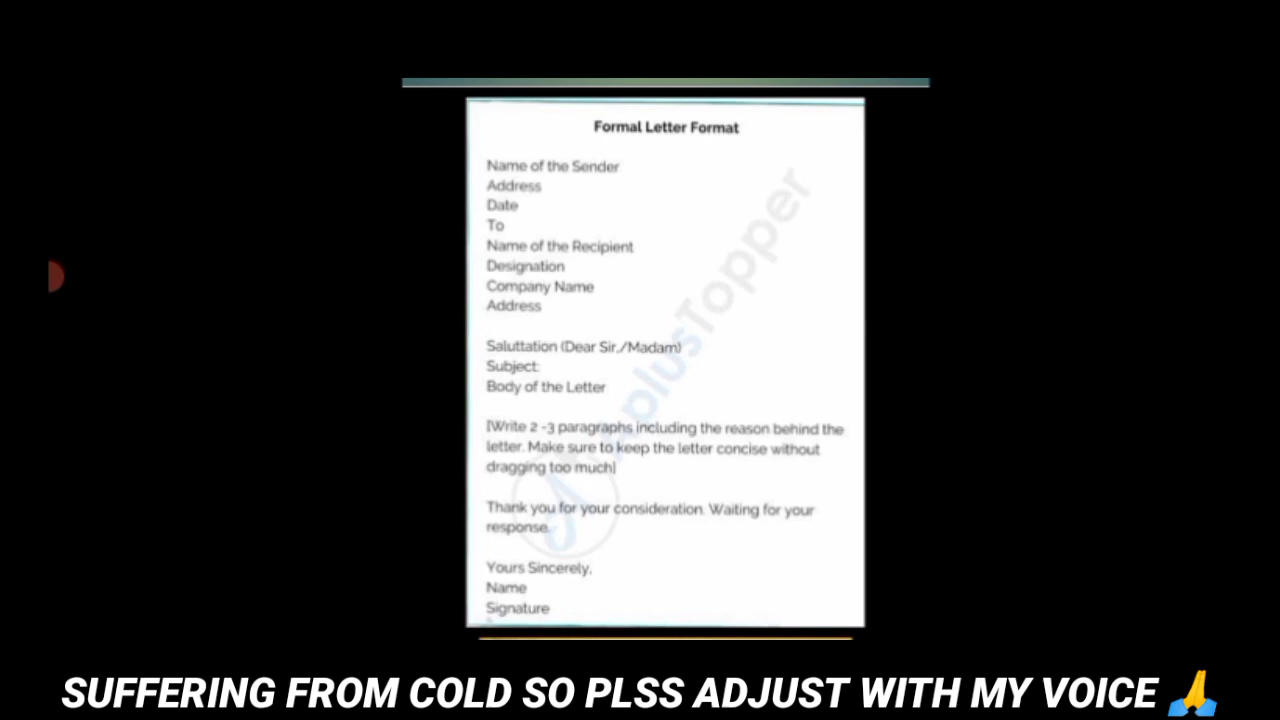 Formal Letter Format
Name of the Sender
Address
Date
To
Name of the Recipient
Designation
Company Name
Address
Saluttation (Dear Sir,/Madam)
Subject:
Body of the Letter
[Write 2 -3 paragraphs including the reason behind the
letter. Make sure to keep the letter concise without
dragging too much]
Thank you for your consideration. Waiting for your
response.
Yours Sincerely,
Name
Signature
AplusTopper
SUFFERING FROM COLD SO PLSS ADJUST WITH MY VOICE 🙏